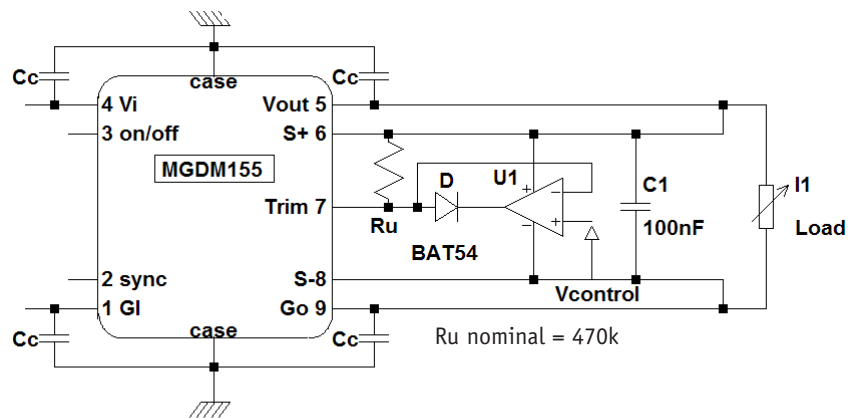 case
Cc
Cc
4 Vi
Vout 5
3 on/off
S+ 6
MGDM155
D
U1
+
−
C1
I1
Trim 7
Ru
−
+
100nF
Load
BAT54
2 sync
S-8
Vcontrol
1 GI
Go 9
case
Cc
Cc
Ru nominal = 470k